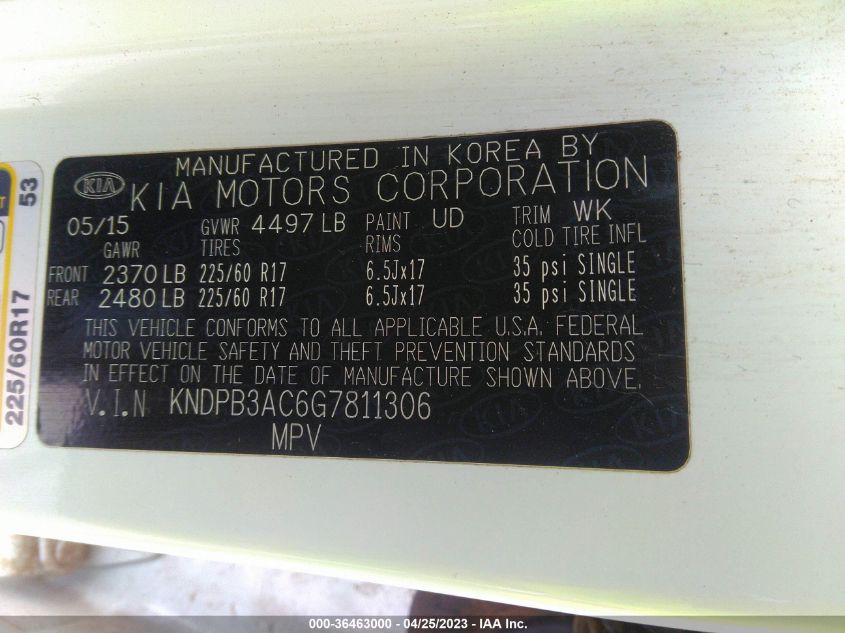 MANUFACTURED IN KOREA BY
KIA KIA MOTORS CORPORATION
05/15 GVWR 4497 LB PAINT UD TRIM WK
GAWR TIRES RIMS COLD TIRE INFL
FRONT 2370 LB 225/60 R17 6.5Jx17 35 psi SINGLE
REAR 2480 LB 225/60 R17 6.5Jx17 35 psi SINGLE
THIS VEHICLE CONFORMS TO ALL APPLICABLE U.S.A. FEDERAL
MOTOR VEHICLE SAFETY AND THEFT PREVENTION STANDARDS
IN EFFECT ON THE DATE OF MANUFACTURE SHOWN ABOVE.
V.I.N KNDPB3AC6G7811306
MPV
53
225/60R17
000-36463000 - 04/25/2023 - IAA Inc.